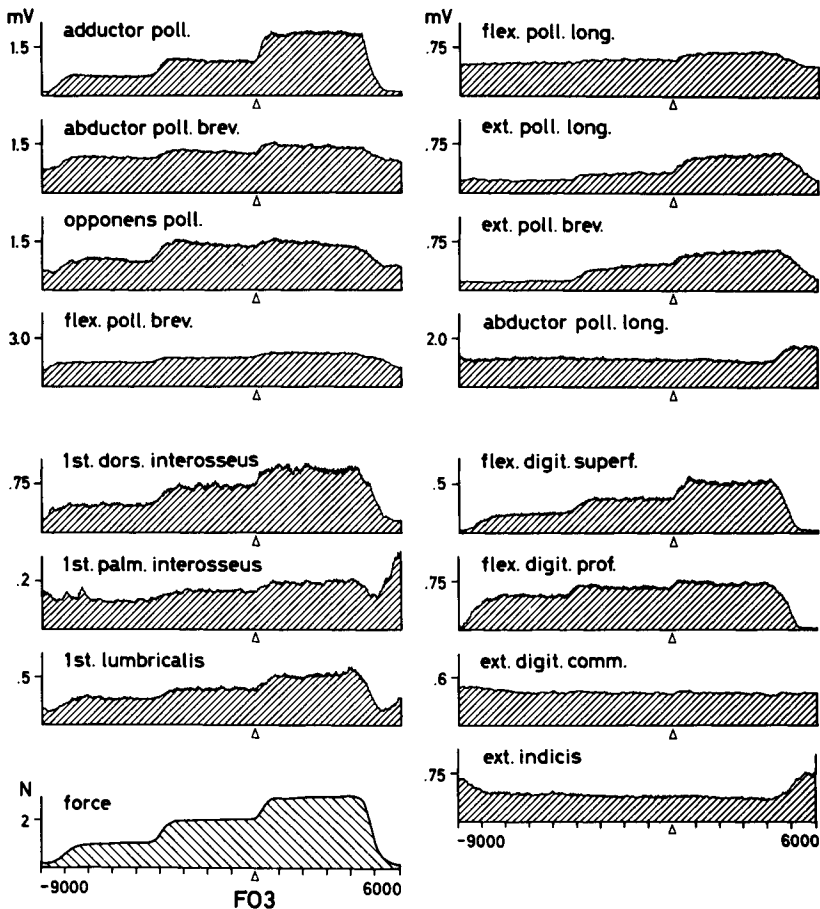 mV
adductor poll.
1.5
abductor poll. brev.
1.5
opponens poll.
1.5
flex. poll. brev.
3.0
1st. dors. interosseus
.75
1st. palm. interosseus
.2
1st. lumbricalis
.5
N
force
2
-9000 6000
F03
mV
flex. poll. long.
.75
ext. poll. long.
.75
ext. poll. brev.
.75
abductor poll. long.
2.0
flex. digit. superf.
.5
flex. digit. prof.
.75
ext. digit. comm.
.6
ext. indicis
.75
-9000 6000